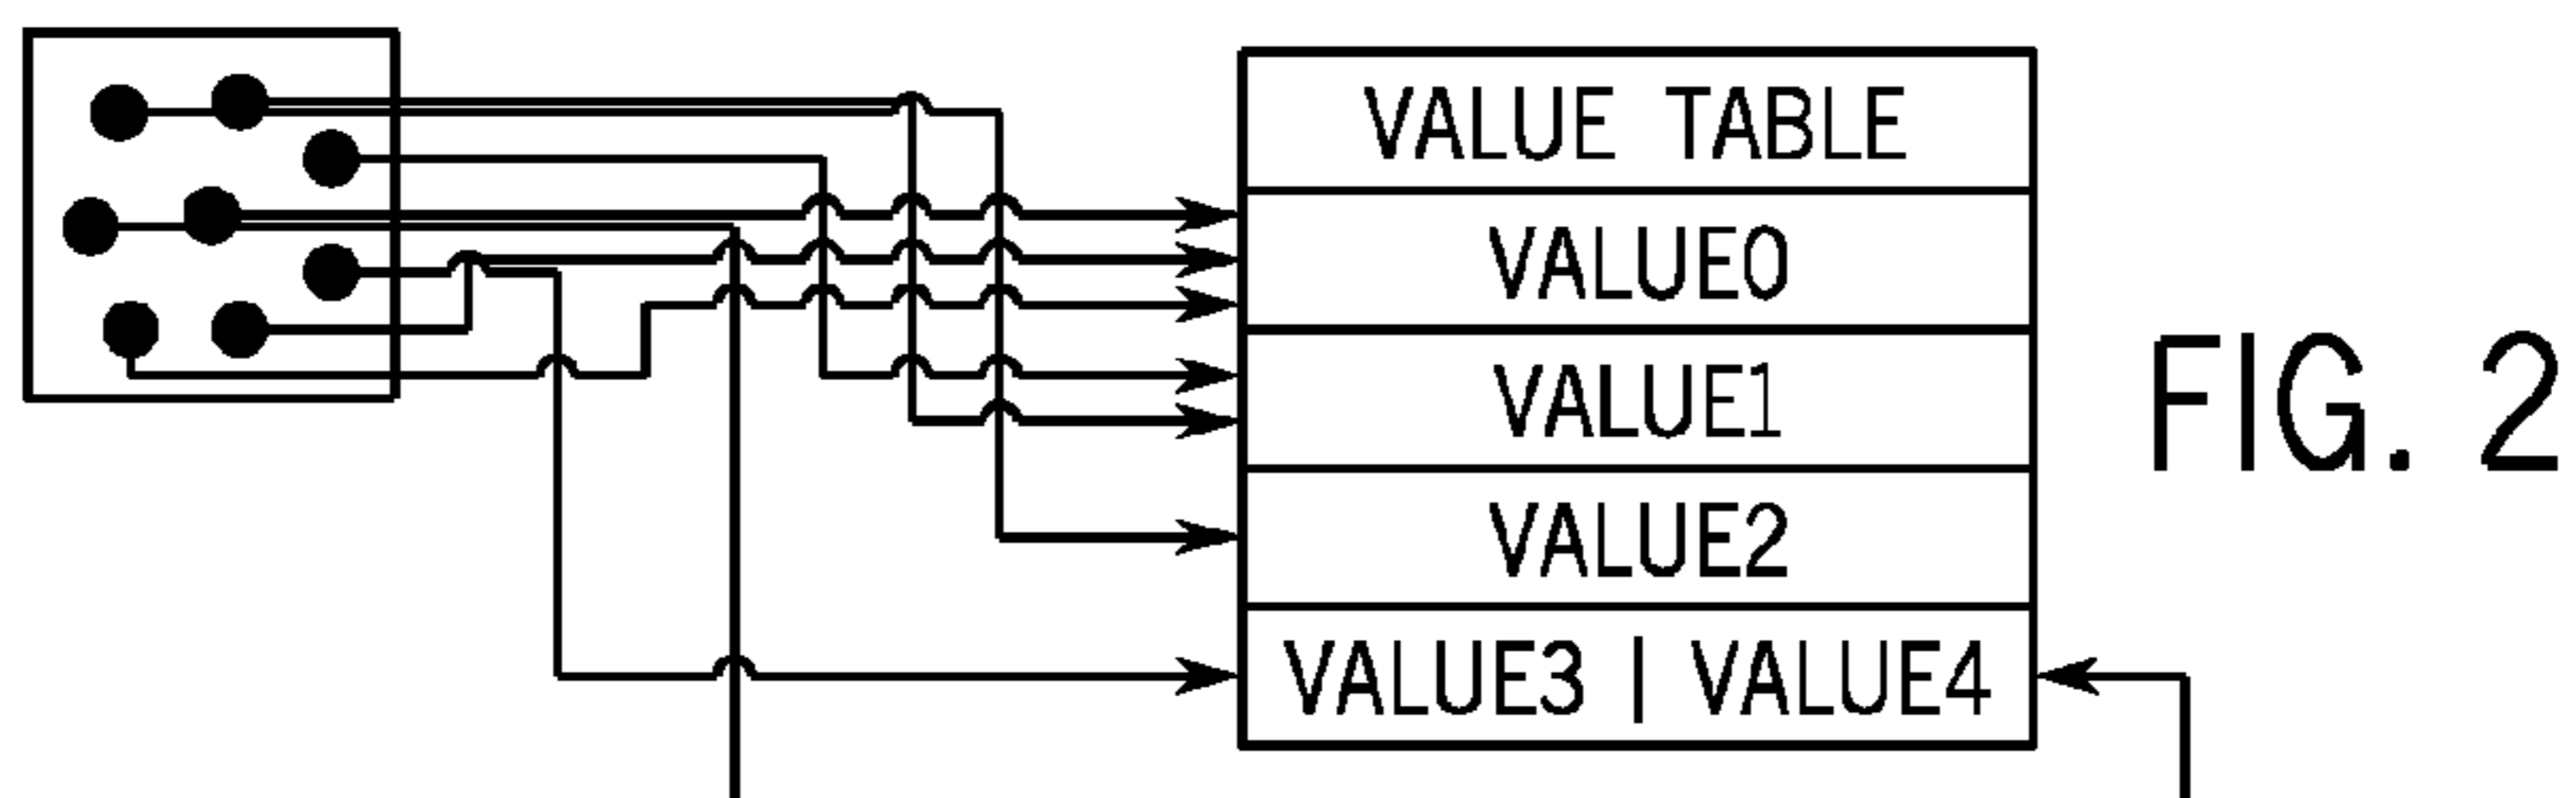 VALUE TABLE
VALUE0
VALUE1
VALUE2
VALUE3 | VALUE4
FIG. 2